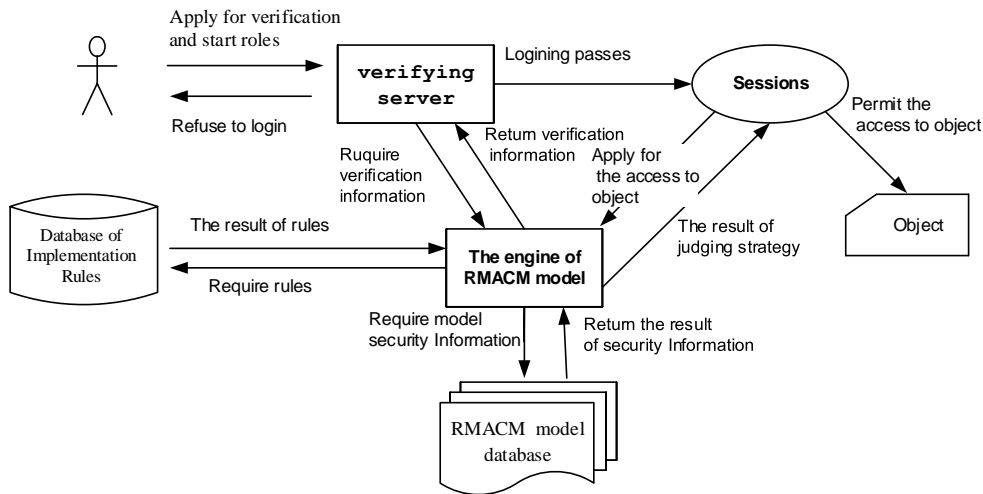 Apply for verification
and start roles
Refuse to login
verifying
server
Logining passes
Sessions
Permit the
access to object
Object
Ruquire
verification
information
Return verification
information
Apply for
the access to
object
The result of
judging strategy
Database of
Implementation
Rules
The result of rules
Require rules
The engine of
RMACM model
Require model
security Information
Return the result
of security Information
RMACM model
database